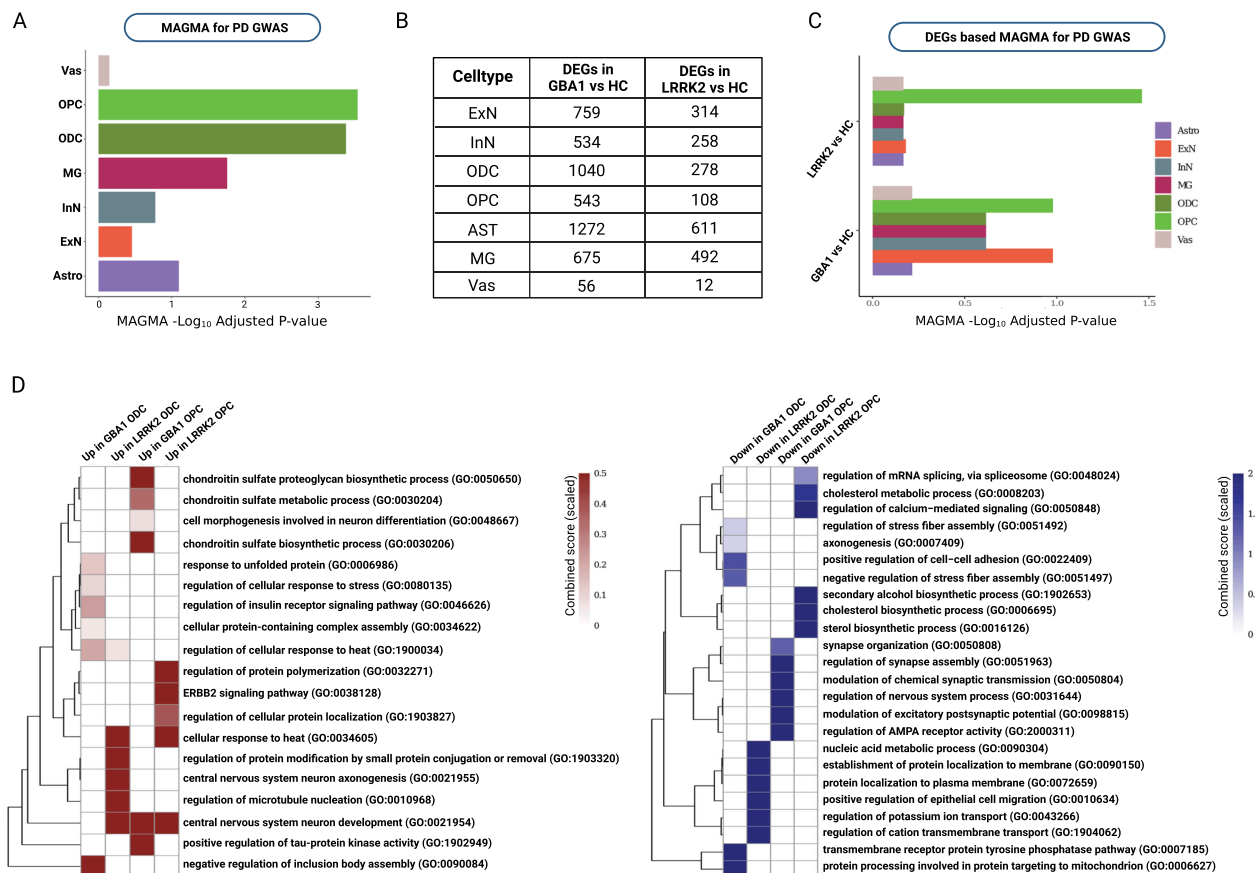 A
MAGMA for PD GWAS
Vas
OPC
ODC
MG
InN
ExN
Astro
0 1 2 3
MAGMA -Log10 Adjusted P-value
B
Celltype DEGs in GBA1 vs HC DEGs in LRRK2 vs HC
ExN 759 314
InN 534 258
ODC 1040 278
OPC 543 108
AST 1272 611
MG 675 492
Vas 56 12
C
DEGs based MAGMA for PD GWAS
LRRK2 vs HC
GBA1 vs HC
0.0 0.5 1.0 1.5
MAGMA -Log10 Adjusted P-value
Astro
ExN
InN
MG
ODC
OPC
Vas
D
Up in GBA1 ODC
Up in LRRK2 ODC
Up in GBA1 OPC
Up in LRRK2 OPC
chondroitin sulfate proteoglycan biosynthetic process (GO:0050650)
chondroitin sulfate metabolic process (GO:0030204)
cell morphogenesis involved in neuron differentiation (GO:0048667)
chondroitin sulfate biosynthetic process (GO:0030206)
response to unfolded protein (GO:0006986)
regulation of cellular response to stress (GO:0080135)
regulation of insulin receptor signaling pathway (GO:0046626)
cellular protein-containing complex assembly (GO:0034622)
regulation of cellular response to heat (GO:1900034)
regulation of protein polymerization (GO:0032271)
ERBB2 signaling pathway (GO:0038128)
regulation of cellular protein localization (GO:1903827)
cellular response to heat (GO:0034605)
regulation of protein modification by small protein conjugation or removal (GO:1903320)
central nervous system neuron axonogenesis (GO:0021955)
regulation of microtubule nucleation (GO:0010968)
central nervous system neuron development (GO:0021954)
positive regulation of tau-protein kinase activity (GO:1902949)
negative regulation of inclusion body assembly (GO:0090084)
Combined score (scaled)
0.5
0.4
0.3
0.2
0.1
0
Down in GBA1 ODC
Down in LRRK2 ODC
Down in GBA1 OPC
Down in LRRK2 OPC
regulation of mRNA splicing, via spliceosome (GO:0048024)
cholesterol metabolic process (GO:0008203)
regulation of calcium−mediated signaling (GO:0050848)
regulation of stress fiber assembly (GO:0051492)
axonogenesis (GO:0007409)
positive regulation of cell−cell adhesion (GO:0022409)
negative regulation of stress fiber assembly (GO:0051497)
secondary alcohol biosynthetic process (GO:1902653)
cholesterol biosynthetic process (GO:0006695)
sterol biosynthetic process (GO:0016126)
synapse organization (GO:0050808)
regulation of synapse assembly (GO:0051963)
modulation of chemical synaptic transmission (GO:0050804)
regulation of nervous system process (GO:0031644)
modulation of excitatory postsynaptic potential (GO:0098815)
regulation of AMPA receptor activity (GO:2000311)
nucleic acid metabolic process (GO:0090304)
establishment of protein localization to membrane (GO:0090150)
protein localization to plasma membrane (GO:0072659)
positive regulation of epithelial cell migration (GO:0010634)
regulation of potassium ion transport (GO:0043266)
regulation of cation transmembrane transport (GO:1904062)
transmembrane receptor protein tyrosine phosphatase pathway (GO:0007185)
protein processing involved in protein targeting to mitochondrion (GO:0006627)
Combined score (scaled)
2
1.
1
0.
0